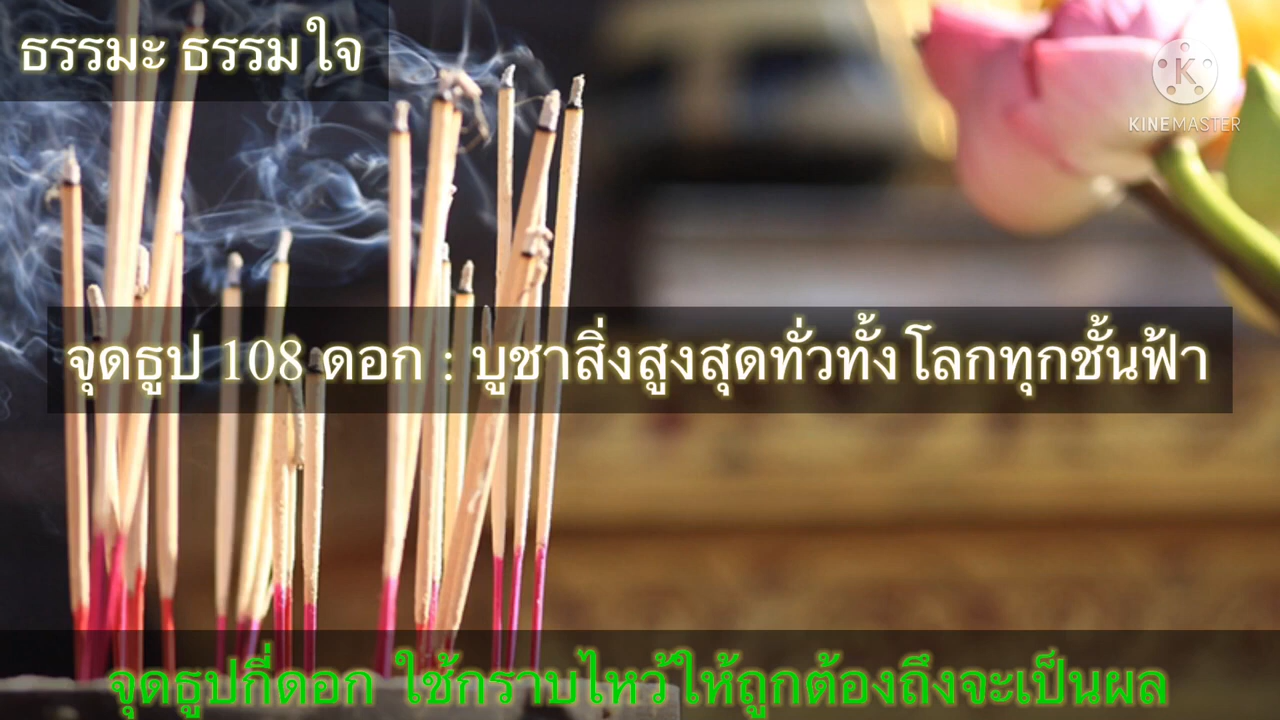 ธรรมะ ธรรมใจ
K
KINEMASTER
จุดธูป 108 ดอก : บูชาสิ่งสูงสุดทั่วทั้งโลกทุกชั้นฟ้า
จุดธูปกี่ดอก ใช้กราบไหว้ให้ถูกต้องถึงจะเป็นผล